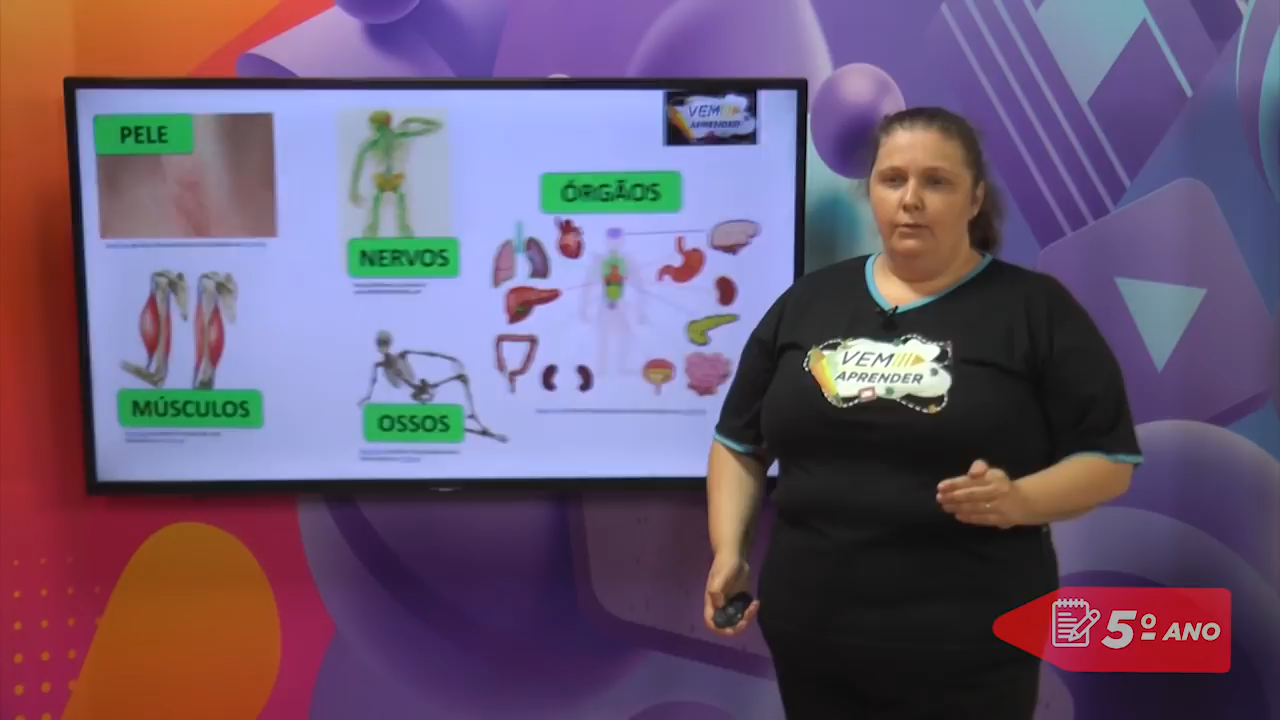 PELE
VEM
APRENDER
ÓRGÃOS
NERVOS
MÚSCULOS
OSSOS
VEM
APRENDER
5º ANO